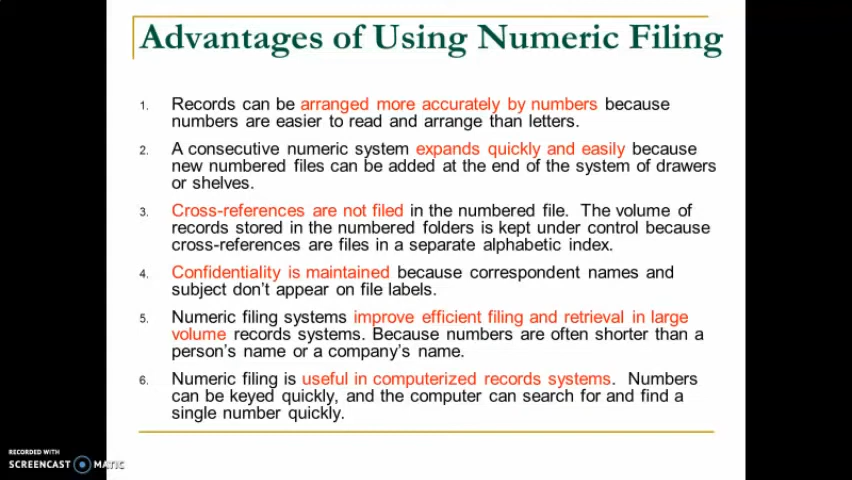 Advantages of Using Numeric Filing
1. Records can be arranged more accurately by numbers because
numbers are easier to read and arrange than letters.
2. A consecutive numeric system expands quickly and easily because
new numbered files can be added at the end of the system of drawers
or shelves.
3. Cross-references are not filed in the numbered file. The volume of
records stored in the numbered folders is kept under control because
cross-references are files in a separate alphabetic index.
4. Confidentiality is maintained because correspondent names and
subject don't appear on file labels.
5. Numeric filing systems improve efficient filing and retrieval in large
volume records systems. Because numbers are often shorter than a
person's name or a company's name.
6. Numeric filing is useful in computerized records systems. Numbers
can be keyed quickly, and the computer can search for and find a
single number quickly.
RECORDED WITH
SCREENCAST MATIC